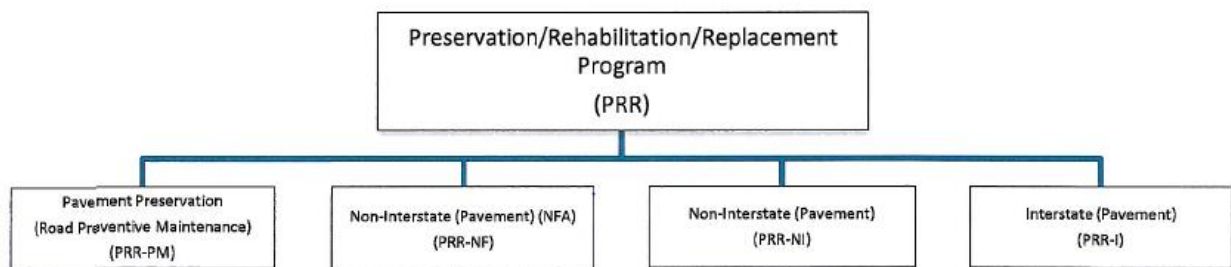 Preservation/Rehabilitation/Replacement
Program
(PRR)
Pavement Preservation
(Road Preventive Maintenance)
(PRR-PM)
Non-Interstate (Pavement) (NFA)
(PRR-NF)
Non-Interstate (Pavement)
(PRR-NI)
Interstate (Pavement)
(PRR-I)